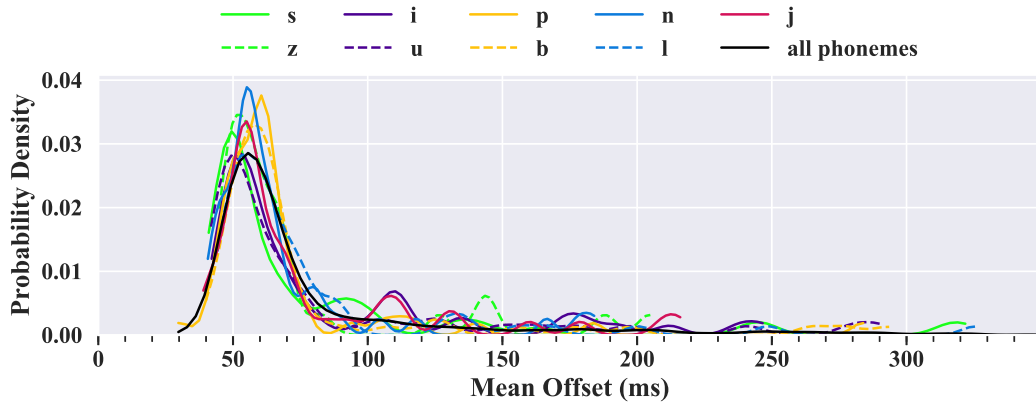 s i p n j
z u b l all phonemes
0.04
0.03
0.02
0.01
0.00
Probability Density
0 50 100 150 200 250 300
Mean Offset (ms)